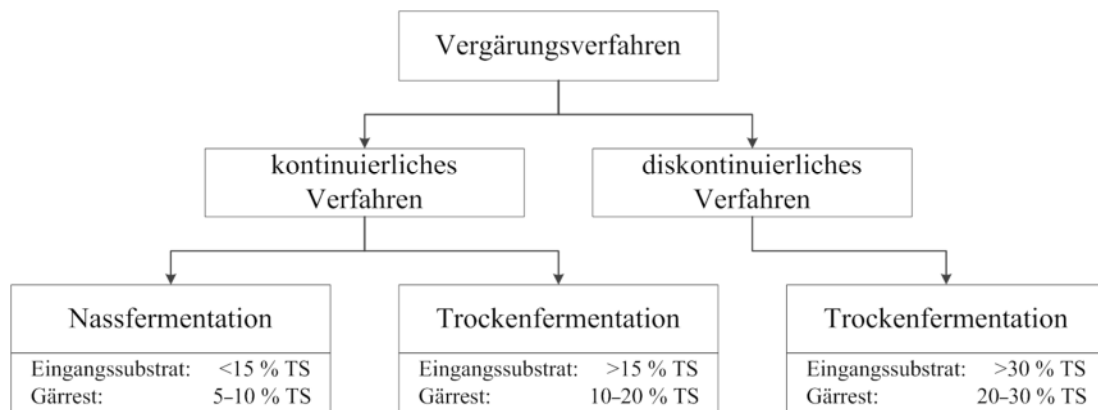 Vergärungsverfahren
kontinuierliches
Verfahren
diskontinuierliches
Verfahren
Nassfermentation
Eingangssubstrat: <15 % TS
Gärrest: 5–10 % TS
Trockenfermentation
Eingangssubstrat: >15 % TS
Gärrest: 10–20 % TS
Trockenfermentation
Eingangssubstrat: >30 % TS
Gärrest: 20–30 % TS